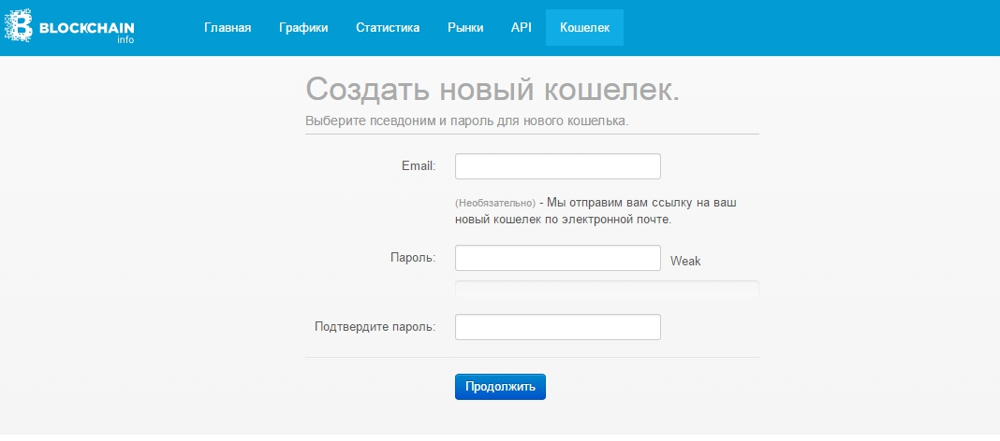 BLOCKCHAIN
info
Главная Графики Статистика Рынки API Кошелек
Создать новый кошелек.
Выберите псевдоним и пароль для нового кошелька.
Email:
(Необязательно) - Мы отправим вам ссылку на ваш
новый кошелек по электронной почте.
Пароль: Weak
Подтвердите пароль:
Продолжить